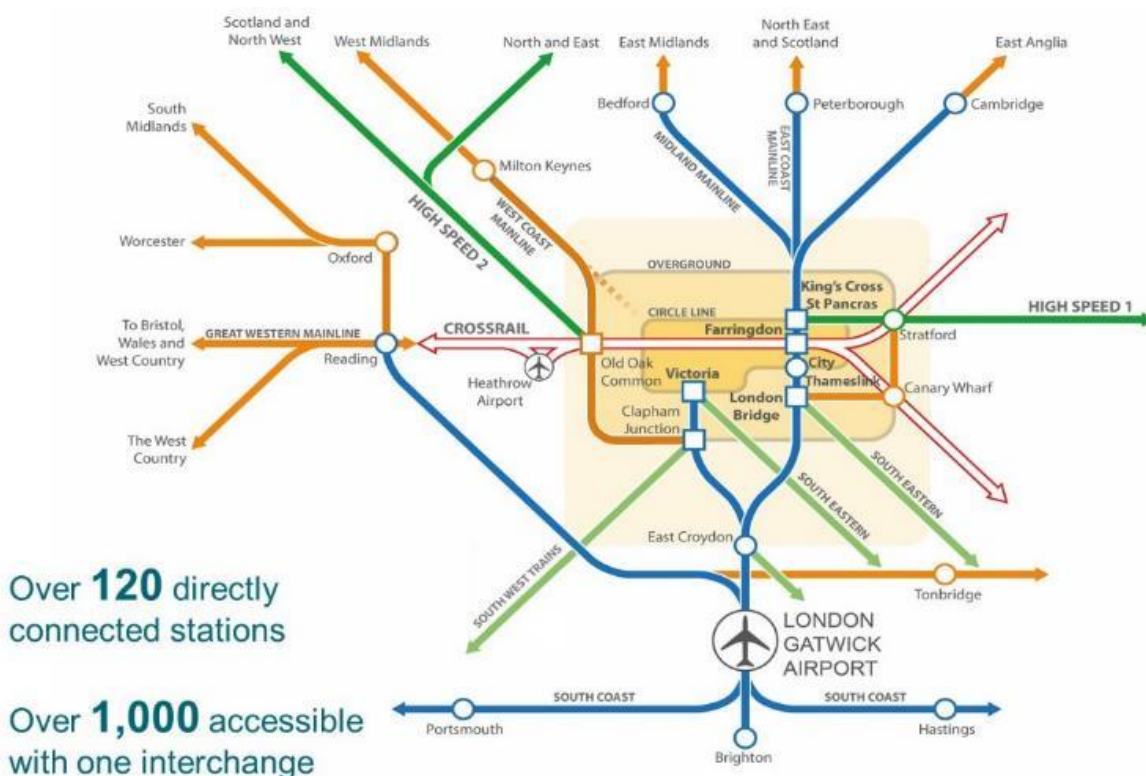 Scotland and
North West
West Midlands
North and East
East Midlands
North East
and Scotland
East Anglia
South
Midlands
Bedford
Peterborough
Cambridge
MIDLAND MAINLINE
EAST COAST
MAINLINE
Milton Keynes
WEST COAST
MAINLINE
HIGH SPEED 2
Worcester
Oxford
OVERGROUND
King's Cross
St Pancras
CIRCLE LINE
HIGH SPEED 1
To Bristol,
Wales and
West Country
GREAT WESTERN MAINLINE
CROSSRAIL
Farringdon
Stratford
Reading
Heathrow
Airport
Old Oak
Common
City
Thameslink
Victoria
London
Bridge
Canary Wharf
Clapham
Junction
The West
Country
SOUTH EASTERN
SOUTH EASTERN
East Croydon
SOUTH WEST TRAINS
Tonbridge
Over 120 directly
connected stations
LONDON
GATWICK
AIRPORT
SOUTH COAST
SOUTH COAST
Portsmouth
Hastings
Brighton
Over 1,000 accessible
with one interchange